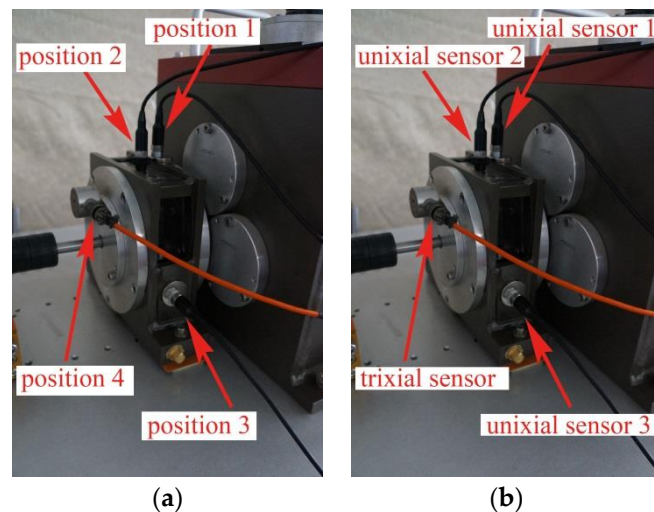 position 1
position 2
position 4
position 3
(a)
unixial sensor 1
unixial sensor 2
trixial sensor
unixial sensor 3
(b)